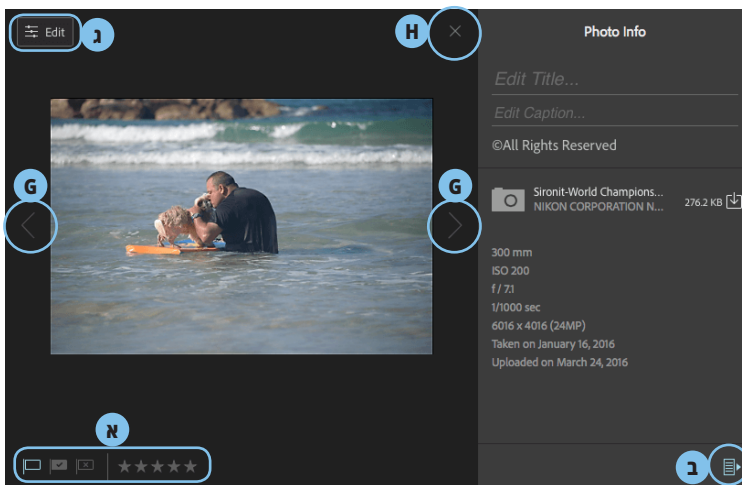 Edit
ג
H
Photo Info
Edit Title...
Edit Caption...
©All Rights Reserved
G
G
Sironit-World Champions...
NIKON CORPORATION N...
276.2 KB
300 mm
ISO 200
f / 7.1
1/1000 sec
6016 x 4016 (24MP)
Taken on January 16, 2016
Uploaded on March 24, 2016
א
ב